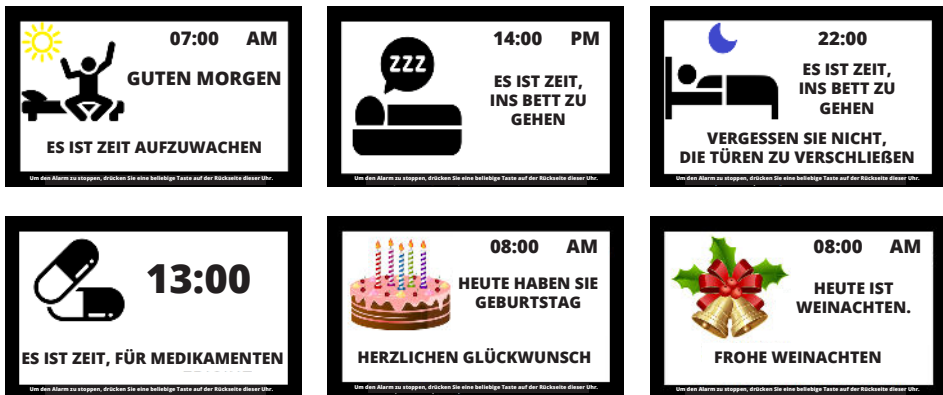 07:00 AM
GUTEN MORGEN
ES IST ZEIT AUFZUWACHEN
Um den Alarm zu stoppen, drücken Sie eine beliebige Taste auf der Rückseite dieser Uhr.
ZZZ
14:00 PM
ES IST ZEIT,
INS BETT ZU
GEHEN
Um den Alarm zu stoppen, drücken Sie eine beliebige Taste auf der Rückseite dieser Uhr.
22:00
ES IST ZEIT,
INS BETT ZU
GEHEN
VERGESSEN SIE NICHT,
DIE TÜREN ZU VERSCHLIEßEN
Um den Alarm zu stoppen, drücken Sie eine beliebige Taste auf der Rückseite dieser Uhr.
13:00
ES IST ZEIT, FÜR MEDIKAMENTEN
Um den Alarm zu stoppen, drücken Sie eine beliebige Taste auf der Rückseite dieser Uhr.
08:00 AM
HEUTE HABEN SIE
GEBURTSTAG
HERZLICHEN GLÜCKWUNSCH
Um den Alarm zu stoppen, drücken Sie eine beliebige Taste auf der Rückseite dieser Uhr.
08:00 AM
HEUTE IST
WEINACHTEN.
FROHE WEINACHTEN
Um den Alarm zu stoppen, drücken Sie eine beliebige Taste auf der Rückseite dieser Uhr.